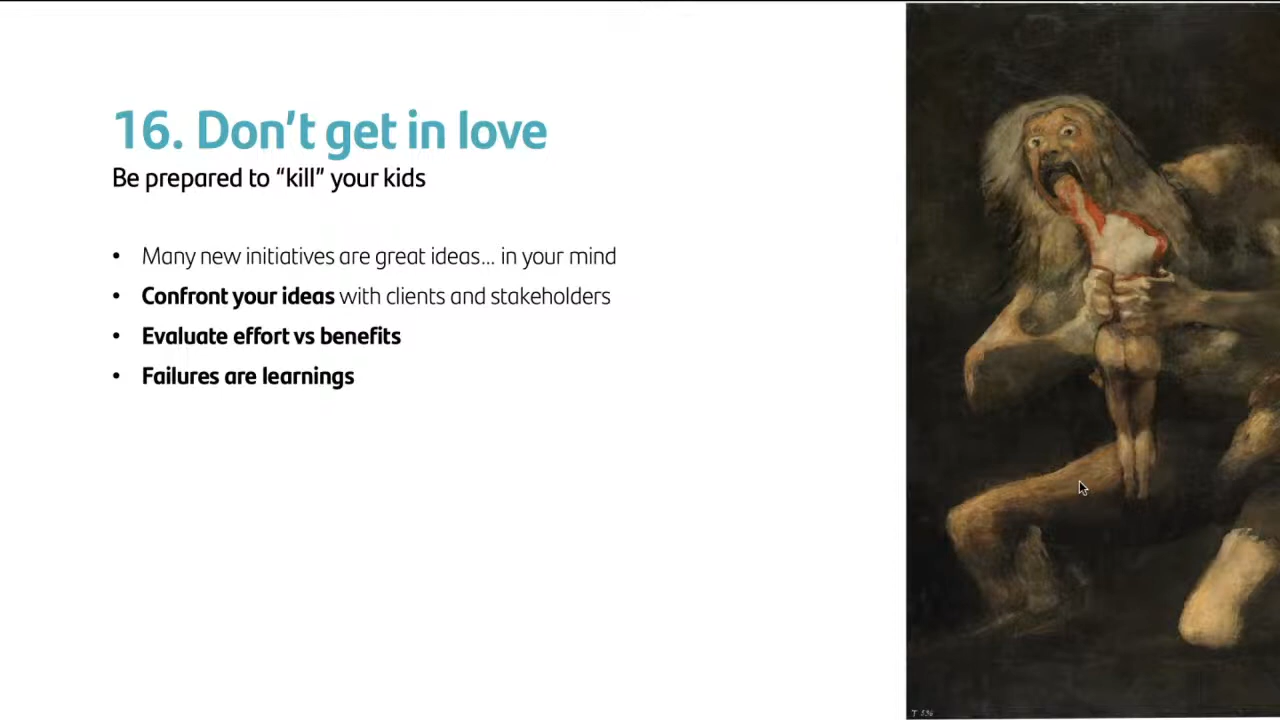 16. Don't get in love
Be prepared to “kill” your kids
• Many new initiatives are great ideas... in your mind
• Confront your ideas with clients and stakeholders
• Evaluate effort vs benefits
• Failures are learnings